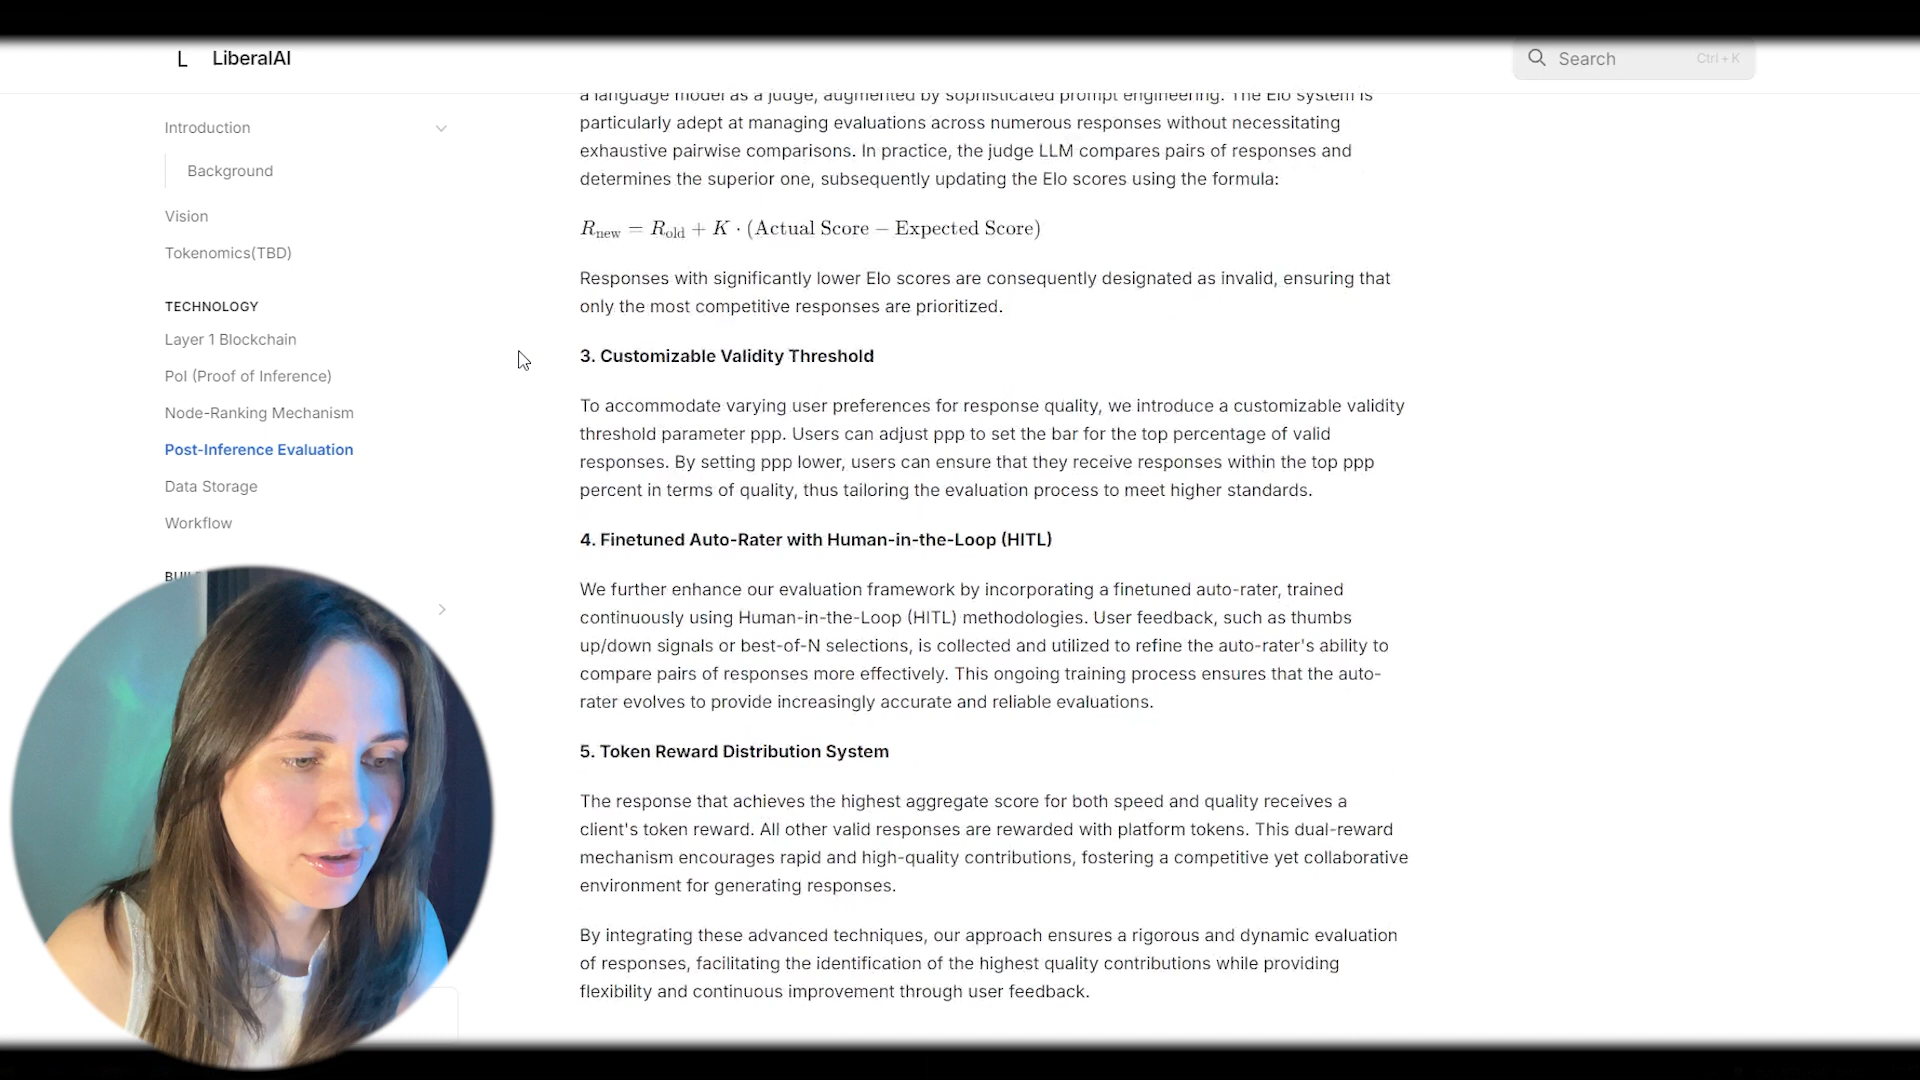 L LiberalAI
Search Ctrl + K
Introduction
Background
Vision
Tokenomics(TBD)
TECHNOLOGY
Layer 1 Blockchain
PoI (Proof of Inference)
Node-Ranking Mechanism
Post-Inference Evaluation
Data Storage
Workflow
a language model as a judge, augmented by sophisticated prompt engineering. The Elo system is
particularly adept at managing evaluations across numerous responses without necessitating
exhaustive pairwise comparisons. In practice, the judge LLM compares pairs of responses and
determines the superior one, subsequently updating the Elo scores using the formula:
R_new = R_old + K · (Actual Score − Expected Score)
Responses with significantly lower Elo scores are consequently designated as invalid, ensuring that
only the most competitive responses are prioritized.
3. Customizable Validity Threshold
To accommodate varying user preferences for response quality, we introduce a customizable validity
threshold parameter ppp. Users can adjust ppp to set the bar for the top percentage of valid
responses. By setting ppp lower, users can ensure that they receive responses within the top ppp
percent in terms of quality, thus tailoring the evaluation process to meet higher standards.
4. Finetuned Auto-Rater with Human-in-the-Loop (HITL)
We further enhance our evaluation framework by incorporating a finetuned auto-rater, trained
continuously using Human-in-the-Loop (HITL) methodologies. User feedback, such as thumbs
up/down signals or best-of-N selections, is collected and utilized to refine the auto-rater's ability to
compare pairs of responses more effectively. This ongoing training process ensures that the auto-
rater evolves to provide increasingly accurate and reliable evaluations.
5. Token Reward Distribution System
The response that achieves the highest aggregate score for both speed and quality receives a
client's token reward. All other valid responses are rewarded with platform tokens. This dual-reward
mechanism encourages rapid and high-quality contributions, fostering a competitive yet collaborative
environment for generating responses.
By integrating these advanced techniques, our approach ensures a rigorous and dynamic evaluation
of responses, facilitating the identification of the highest quality contributions while providing
flexibility and continuous improvement through user feedback.